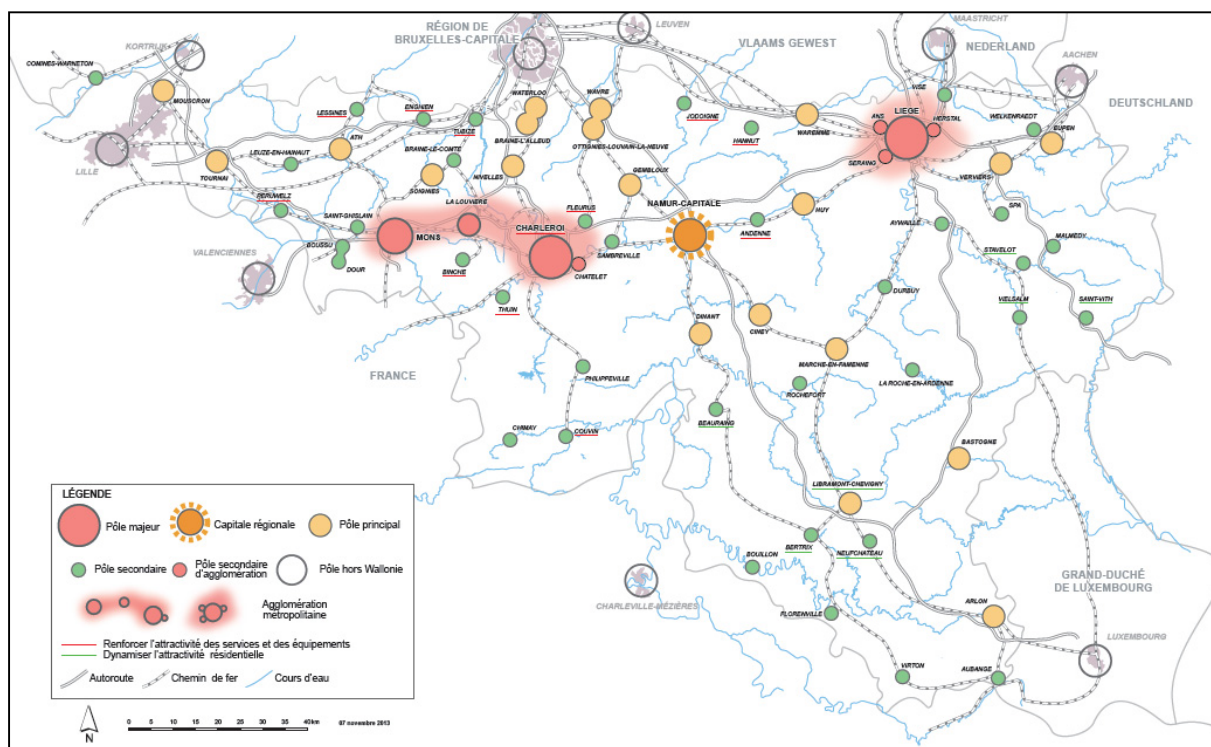 KORTRIJK
COMINES-WARNETON
MOUSCRON
LILLE
TOURNAI
LEUZE-EN-HAINAUT
LESSINES
ATH
ENGHIEN
TUBIZE
RÉGION DE
BRUXELLES-CAPITALE
LEUVEN
VLAAMS GEWEST
MAASTRICHT
NEDERLAND
AACHEN
DEUTSCHLAND
WATERLOO
WAVRE
BRAINE-L'ALLEUD
OTTIGNIES-LOUVAIN-LA-NEUVE
JODOIGNE
HANNUT
WAREMME
ANS
LIEGE
HERSTAL
VISE
SERAING
WELKENRAEDT
EUPEN
VERVIERS
SPA
BRAINE-LE-COMTE
SOIGNIES
NIVELLES
GEMBLOUX
PERUWELZ
SAINT-GHISLAIN
BOUSSU
DOUR
MONS
LA LOUVIERE
BINCHE
CHARLEROI
CHATELET
FLEURUS
SAMBREVILLE
NAMUR-CAPITALE
ANDENNE
HUY
AYWAILLE
STAVELOT
MALMEDY
VIELSALM
SAINT-VITH
DURBUY
VALENCIENNES
THUIN
DINANT
CINEY
MARCHE-EN-FAMENNE
ROCHEFORT
LA ROCHE-EN-ARDENNE
FRANCE
PHILIPPEVILLE
CHIMAY
COUVIN
BEAURAING
BASTOGNE
LIBRAMONT-CHEVIGNY
BERTRIX
NEUFCHATEAU
BOUILLON
CHARLEVILLE-MÉZIÈRES
FLORENVILLE
VIRTON
AUBANGE
ARLON
GRAND-DUCHÉ
DE LUXEMBOURG
LUXEMBOURG
LÉGENDE
Pôle majeur
Capitale régionale
Pôle principal
Pôle secondaire
Pôle secondaire
d'agglomération
Pôle hors Wallonie
Agglomération
métropolitaine
Renforcer l'attractivité des services et des équipements
Dynamiser l'attractivité résidentielle
Autoroute
Chemin de fer
Cours d'eau
N
0 5 10 15 20 25 30 35 40km
07 novembre 2013